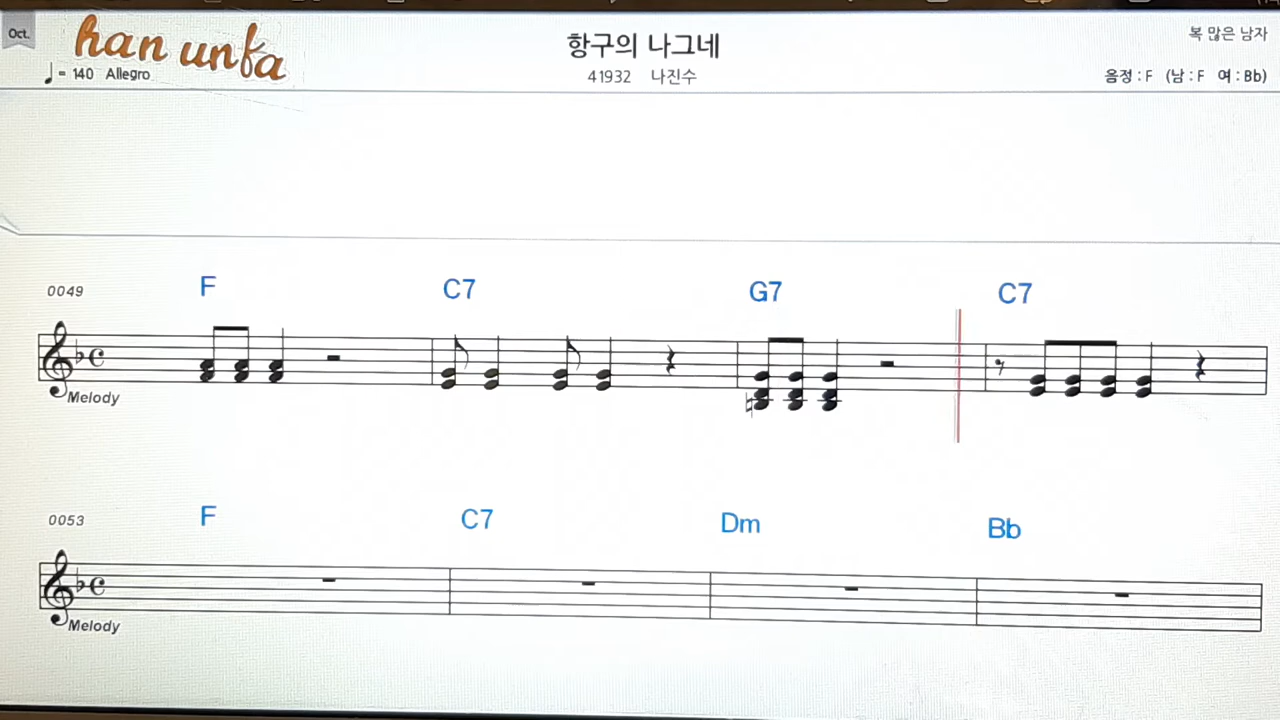 Oct.
han unfa
항구의 나그네
복 많은 남자
♩= 140 Allegro
41932 나진수
음정 : F (남 : F 여 : Bb)
0049
F C7 G7 C7
Melody
0053
F C7 Dm Bb
Melody